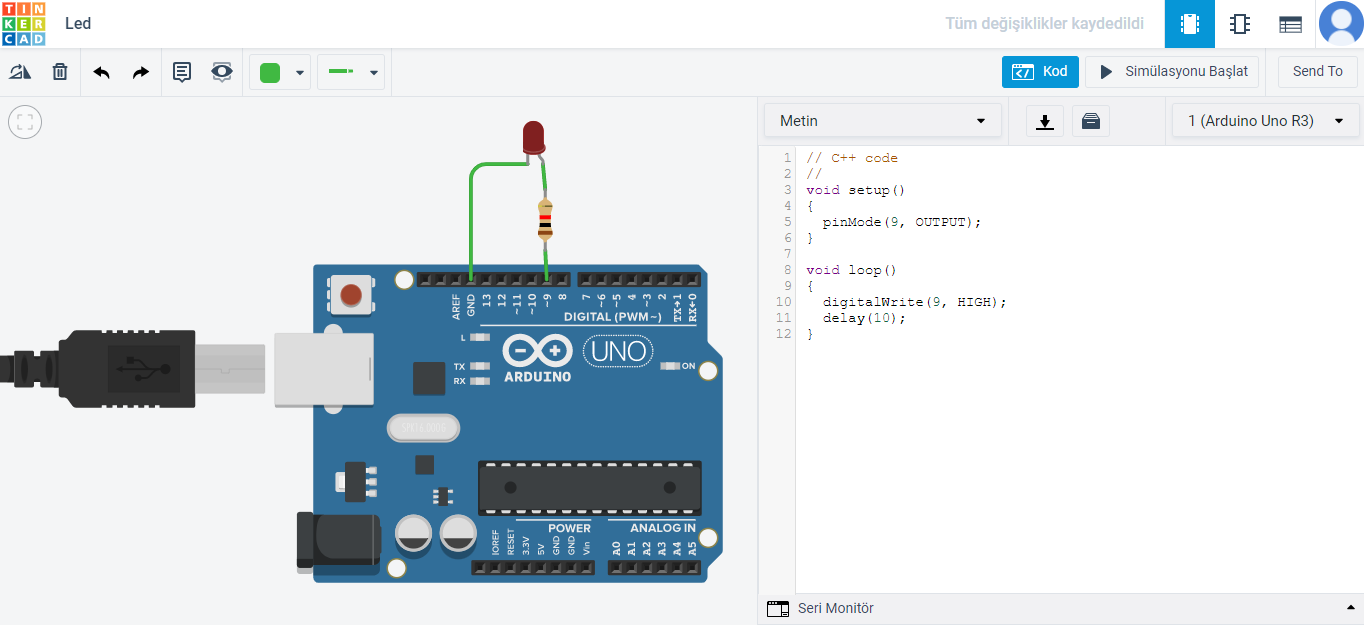 TIN
KER
CAD
Led
Tüm değişiklikler kaydedildi
Kod
Simülasyonu Başlat
Send To
Metin
1 (Arduino Uno R3)
1 // C++ code
2 //
3 void setup()
4 {
5 pinMode(9, OUTPUT);
6 }
7
8 void loop()
9 {
10 digitalWrite(9, HIGH);
11 delay(10);
12 }
AREF
GND
13
12
~11
~10
~9
8
7
~6
~5
4
~3
2
TX→1
RX←0
DIGITAL (PWM~)
L
TX
RX
ARDUINO
UNO
ON
POWER
ANALOG IN
IOREF
RESET
3.3V
5V
GND
GND
Vin
A0
A1
A2
A3
A4
A5
Seri Monitör